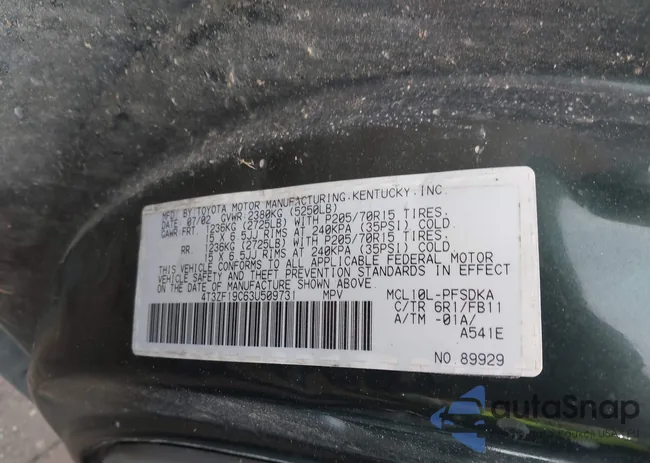 MFD. BY TOYOTA MOTOR MANUFACTURING, KENTUCKY, INC.
DATE: 07/02 GVWR 2380KG (5250LB)
GAWR FRT. 1236KG (2725LB) WITH P205/70R15 TIRES,
15 X 6.5JJ RIMS AT 240KPA (35PSI) COLD
RR. 1236KG (2725LB) WITH P205/70R15 TIRES,
15 X 6.5JJ RIMS AT 240KPA (35PSI) COLD
THIS VEHICLE CONFORMS TO ALL APPLICABLE FEDERAL MOTOR
VEHICLE SAFETY AND THEFT PREVENTION STANDARDS IN EFFECT
ON THE DATE OF MANUFACTURE SHOWN ABOVE.
4T3ZF19C63U509731 MPV MCL10L-PFSDKA
C/TR 6R1/FB11
A/TM -01A/
A541E
NO. 89929
autoSnap